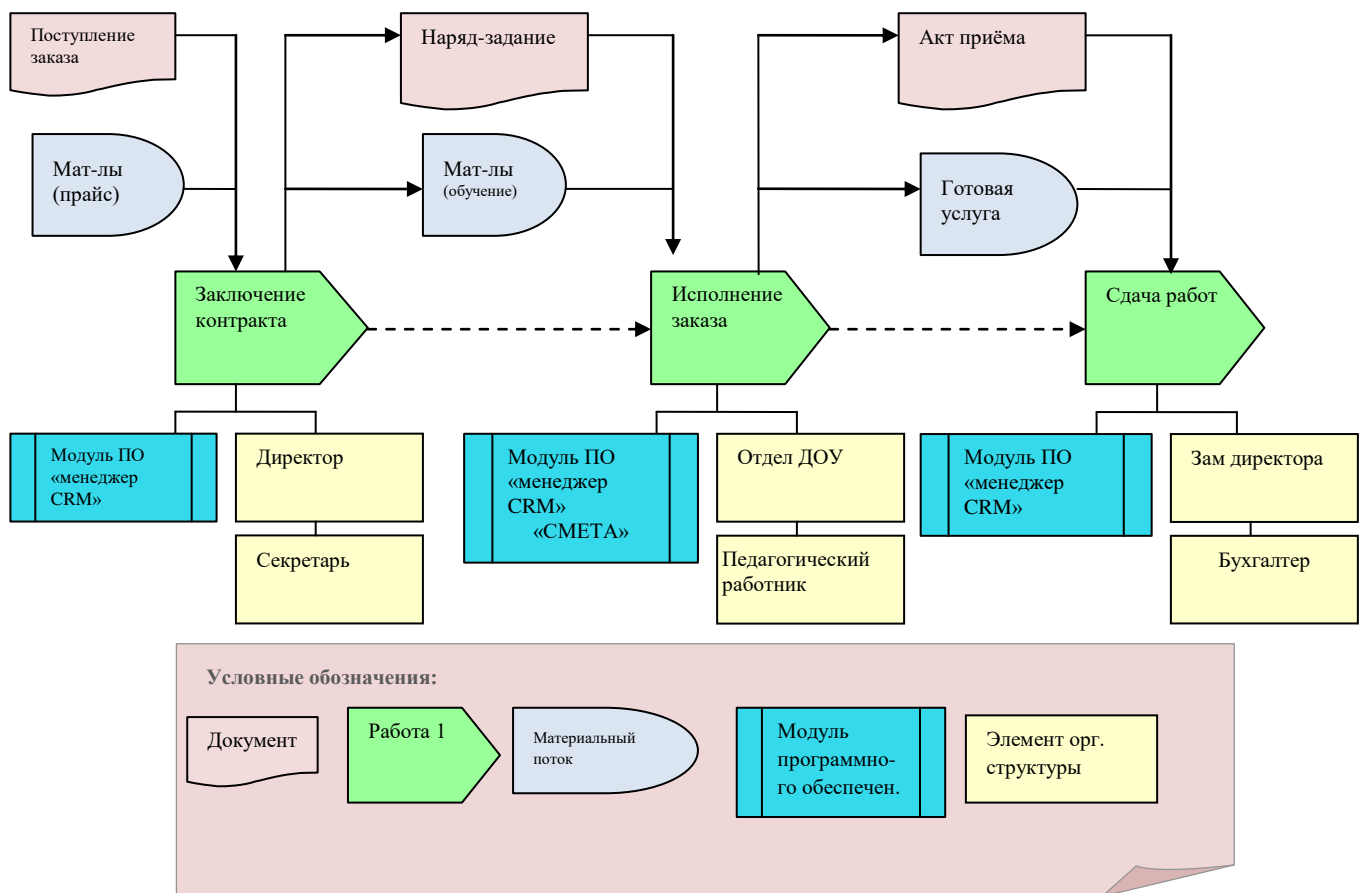 Поступление
заказа
Наряд-задание
Акт приёма
Мат-лы
(прайс)
Мат-лы
(обучение)
Готовая
услуга
Заключение
контракта
Исполнение
заказа
Сдача работ
Модуль ПО
«менеджер
CRM»
Директор
Секретарь
Модуль ПО
«менеджер
CRM»
«СМЕТА»
Отдел ДОУ
Педагогический
работник
Модуль ПО
«менеджер
CRM»
Зам директора
Бухгалтер
Условные обозначения:
Документ
Работа 1
Материальный
поток
Модуль
программно-
го обеспечен.
Элемент орг.
структуры